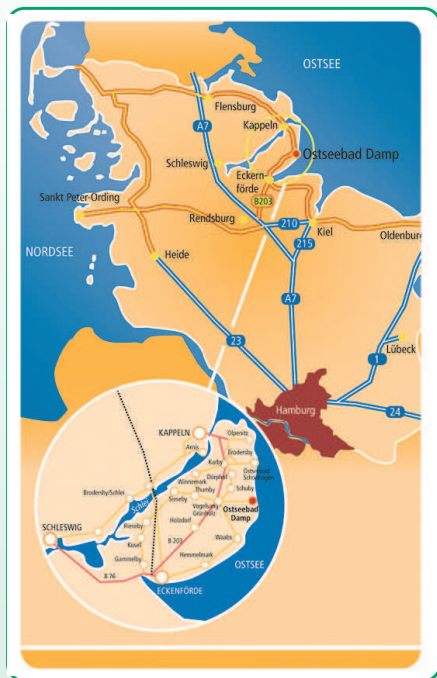 OSTSEE
Flensburg
Kappeln
A7
Ostseebad Damp
Schleswig
Eckern-
förde
Sankt Peter-Ording
B203
Rendsburg
210
Kiel
Oldenburg
215
NORDSEE
Heide
A7
23
1
Lübeck
Hamburg
24
KAPPELN
Olpenitz
Arnis
Brodersby
Karby
Ostseebad
Schönhagen
Dörphof
Winnemark
Brodersby/Schlei
Thumby
Schuby
Sieseby
Schlei
Vogelsang-
Grünholz
Ostseebad
Damp
SCHLESWIG
Rieseby
Holzdorf
B 203
Waabs
Kosel
Hemmelmark
Gammelby
OSTSEE
B 76
ECKENFÖRDE